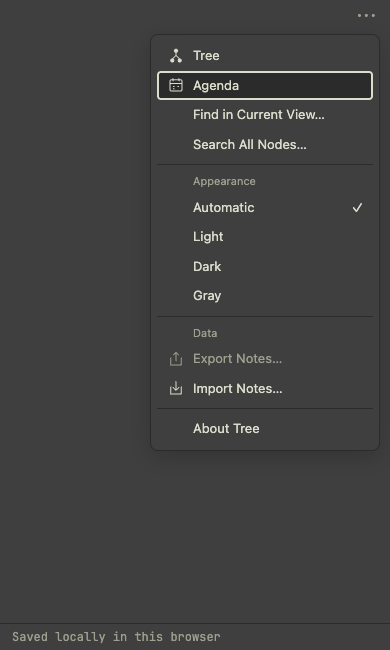 Tree
Agenda
Find in Current View...
Search All Nodes...
Appearance
Automatic
Light
Dark
Gray
Data
Export Notes...
Import Notes...
About Tree
Saved locally in this browser